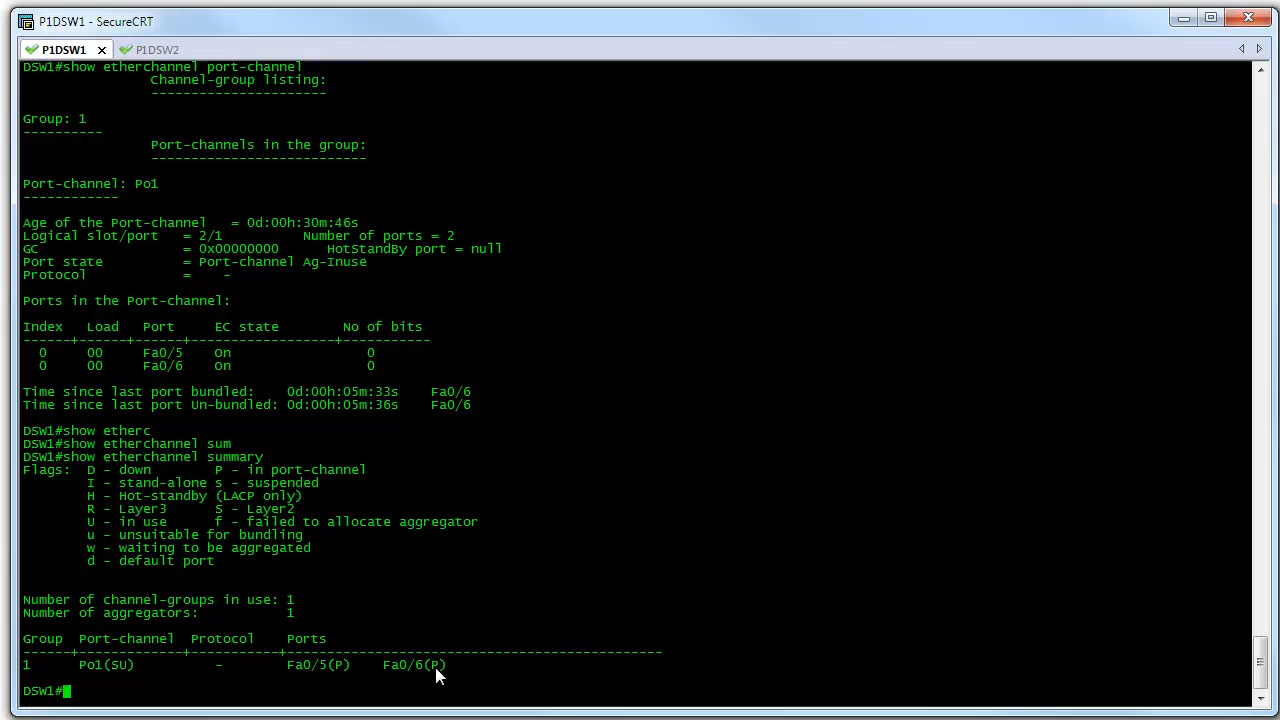 P1DSW1 - SecureCRT
P1DSW1 P1DSW2
DSW1#show etherchannel port-channel
Channel-group listing:
-----------------------
Group: 1
----------
Port-channels in the group:
---------------------------
Port-channel: Po1
------------
Age of the Port-channel = 0d:00h:30m:46s
Logical slot/port = 2/1 Number of ports = 2
GC = 0x00000000 HotStandBy port = null
Port state = Port-channel Ag-Inuse
Protocol = -
Ports in the Port-channel:
Index Load Port EC state No of bits
------+------+------+------------------+-----------
0 00 Fa0/5 On 0
0 00 Fa0/6 On 0
Time since last port bundled: 0d:00h:05m:33s Fa0/6
Time since last port Un-bundled: 0d:00h:05m:36s Fa0/6
DSW1#show etherc
DSW1#show etherchannel sum
DSW1#show etherchannel summary
Flags: D - down P - in port-channel
I - stand-alone s - suspended
H - Hot-standby (LACP only)
R - Layer3 S - Layer2
U - in use f - failed to allocate aggregator
u - unsuitable for bundling
w - waiting to be aggregated
d - default port
Number of channel-groups in use: 1
Number of aggregators: 1
Group Port-channel Protocol Ports
------+-------------+-----------+-----------------------------------------------
1 Po1(SU) - Fa0/5(P) Fa0/6(P)
DSW1#